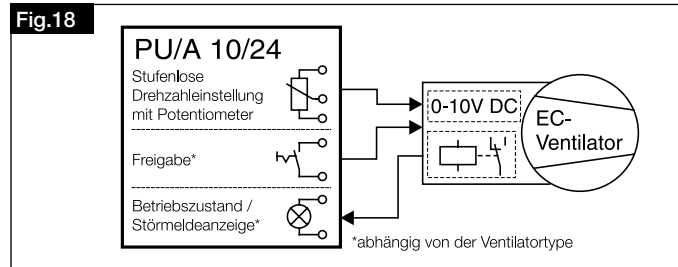 Fig.18
PU/A 10/24
Stufenlose
Drehzahleinstellung
mit Potentiometer
Freigabe*
Betriebszustand /
Störmeldeanzeige*
0-10V DC
EC-
Ventilator
*abhängig von der Ventilatortype